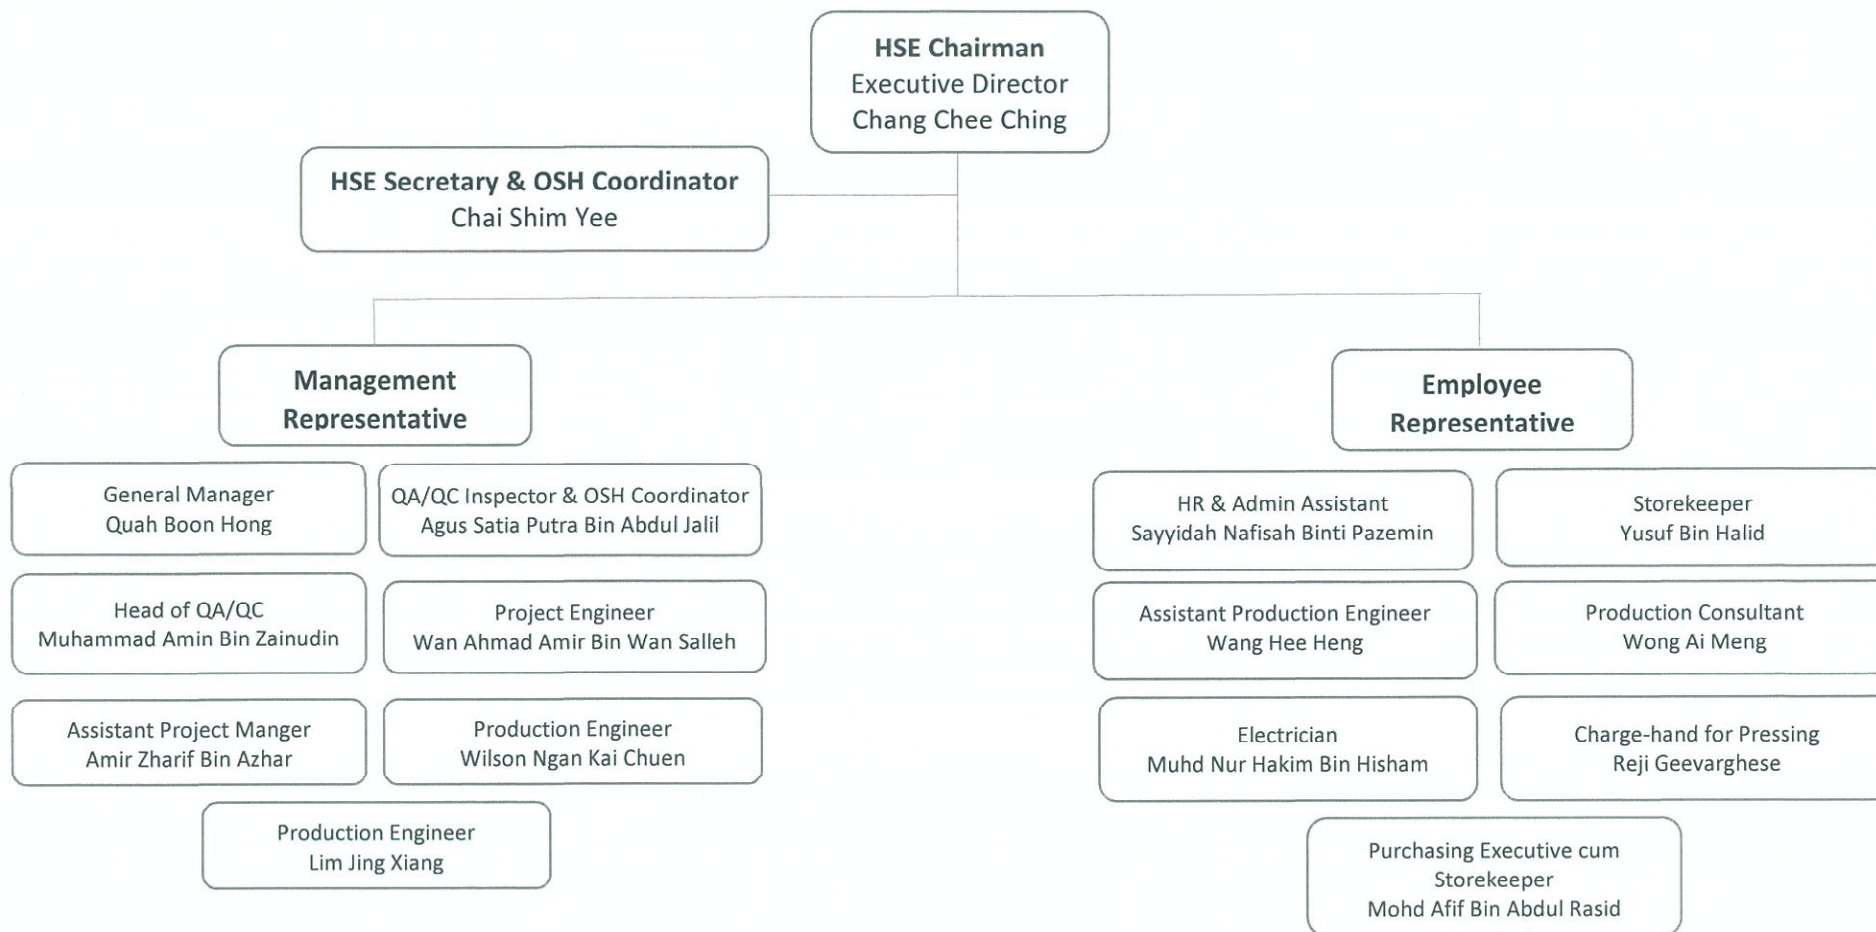 HSE Chairman
Executive Director
Chang Chee Ching
HSE Secretary & OSH Coordinator
Chai Shim Yee
Management
Representative
General Manager
Quah Boon Hong
QA/QC Inspector & OSH Coordinator
Agus Satia Putra Bin Abdul Jalil
Head of QA/QC
Muhammad Amin Bin Zainudin
Project Engineer
Wan Ahmad Amir Bin Wan Salleh
Assistant Project Manger
Amir Zharif Bin Azhar
Production Engineer
Wilson Ngan Kai Chuen
Production Engineer
Lim Jing Xiang
Employee
Representative
HR & Admin Assistant
Sayyidah Nafisah Binti Pazemin
Storekeeper
Yusuf Bin Halid
Assistant Production Engineer
Wang Hee Heng
Production Consultant
Wong Ai Meng
Electrician
Muhd Nur Hakim Bin Hisham
Charge-hand for Pressing
Reji Geevarghese
Purchasing Executive cum
Storekeeper
Mohd Afif Bin Abdul Rasid